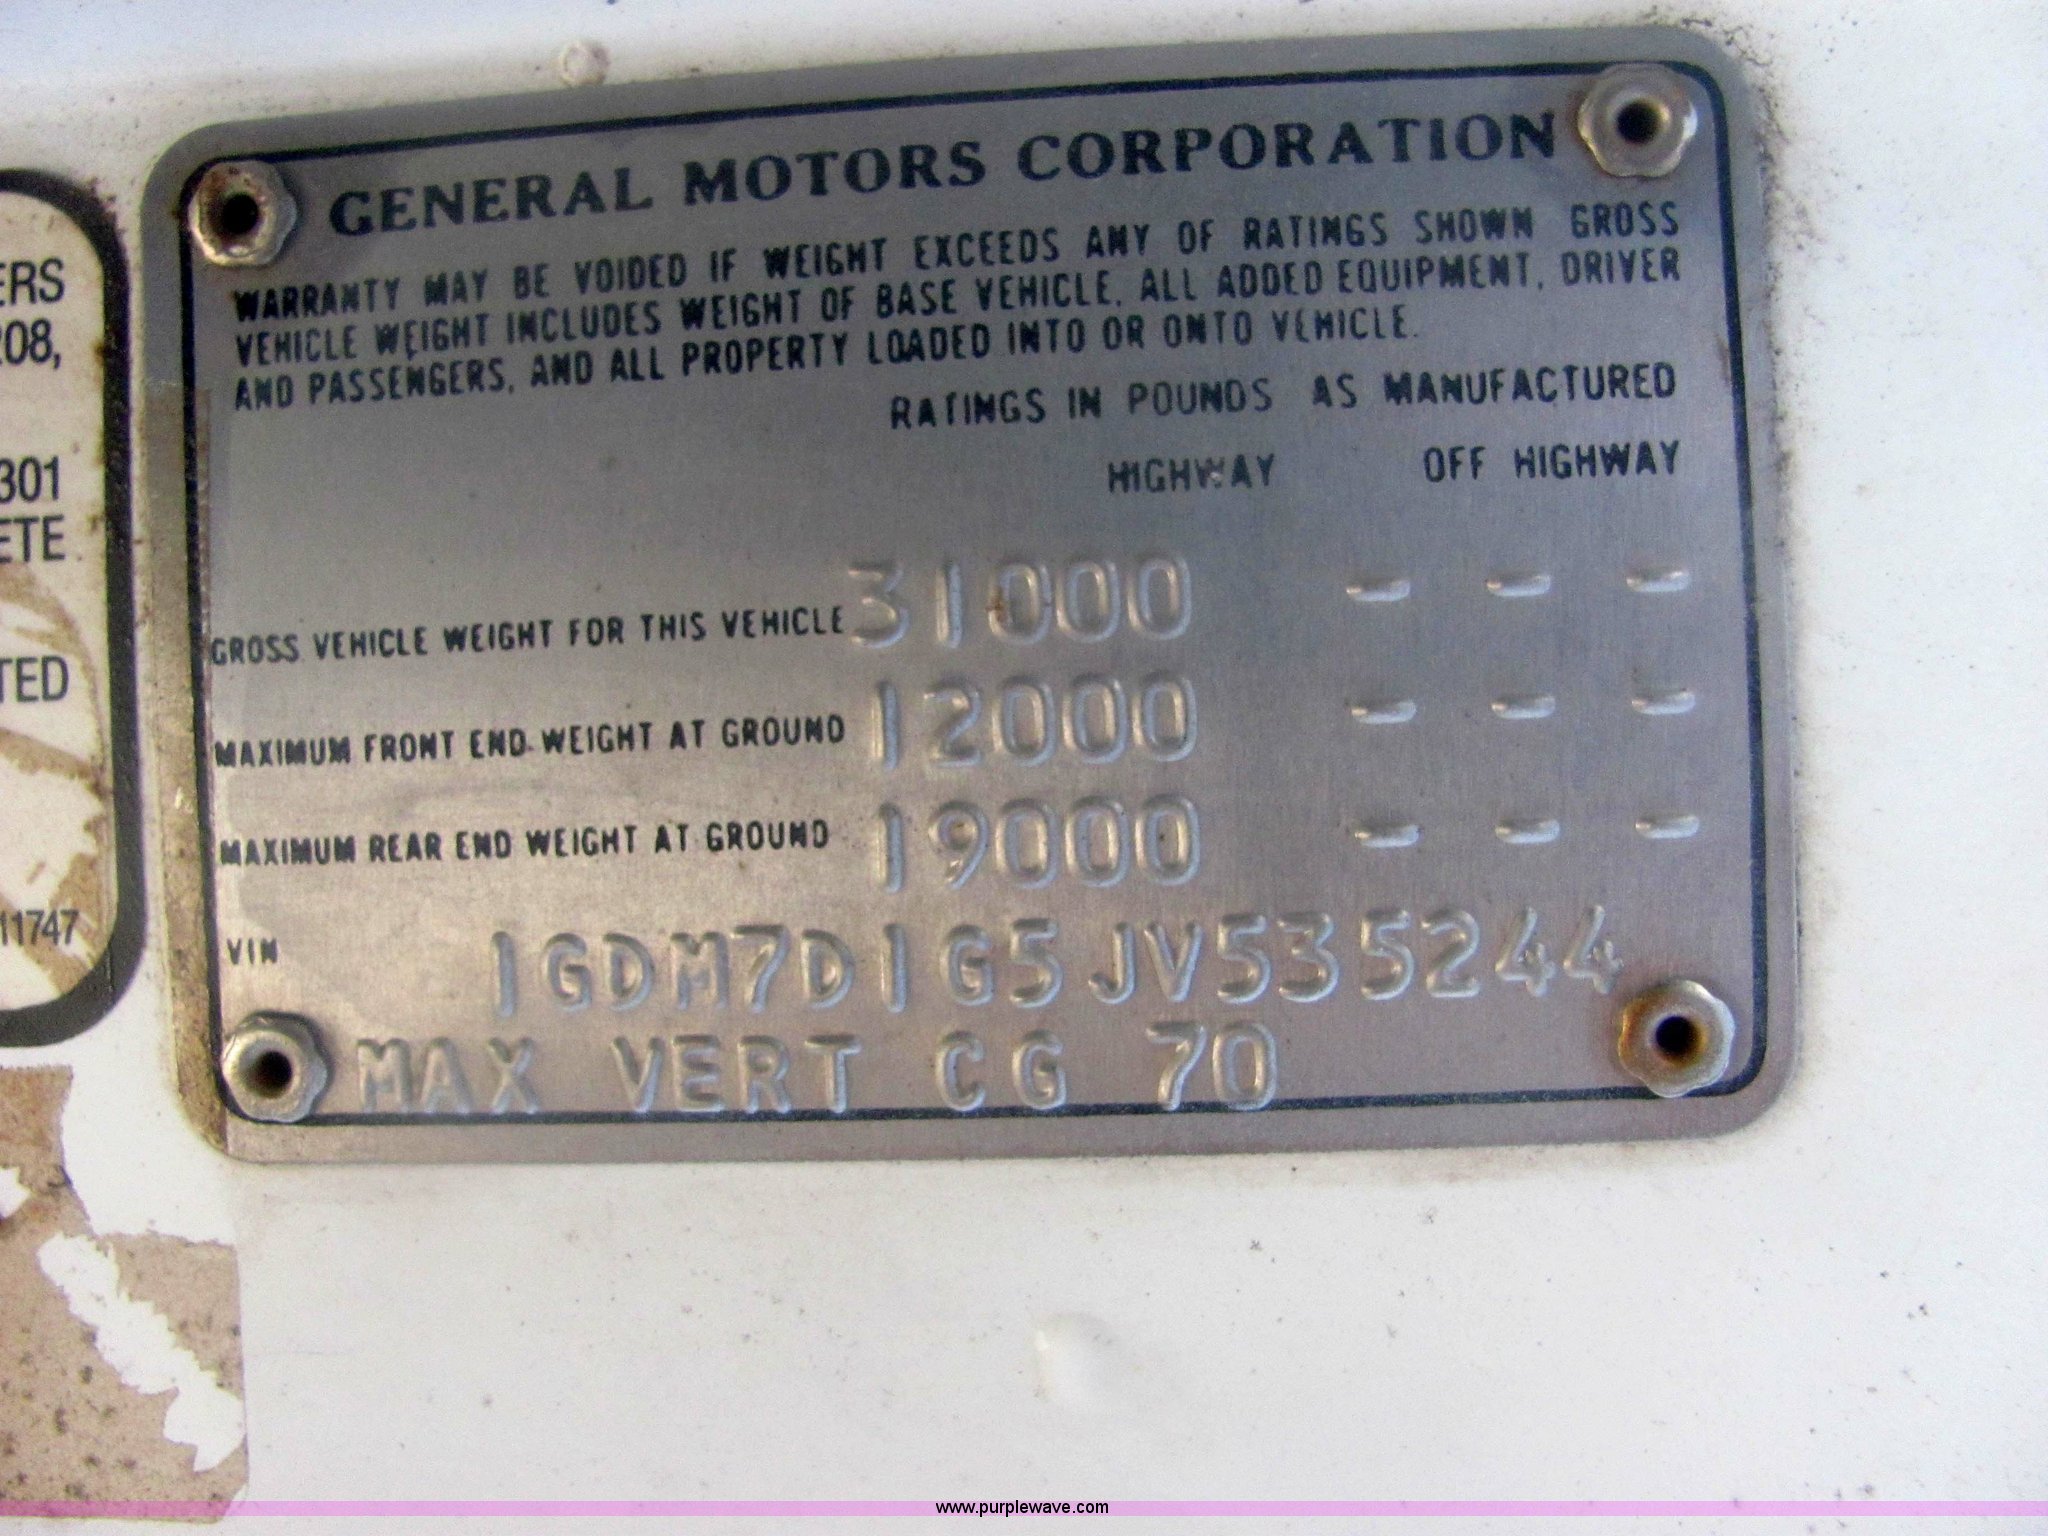 GENERAL MOTORS CORPORATION
WARRANTY MAY BE VOIDED IF WEIGHT EXCEEDS ANY OF RATINGS SHOWN GROSS
VEHICLE WEIGHT INCLUDES WEIGHT OF BASE VEHICLE, ALL ADDED EQUIPMENT, DRIVER
AND PASSENGERS, AND ALL PROPERTY LOADED INTO OR ONTO VEHICLE.
RATINGS IN POUNDS AS MANUFACTURED
HIGHWAY OFF HIGHWAY
GROSS VEHICLE WEIGHT FOR THIS VEHICLE 31000 - - -
MAXIMUM FRONT END WEIGHT AT GROUND 12000 - - -
MAXIMUM REAR END WEIGHT AT GROUND 19000 - - -
VIN 1GDM7D1G5JV535244
MAX VERT CG 70
ERS
208,
301
ETE
TED
11747
www.purplewave.com